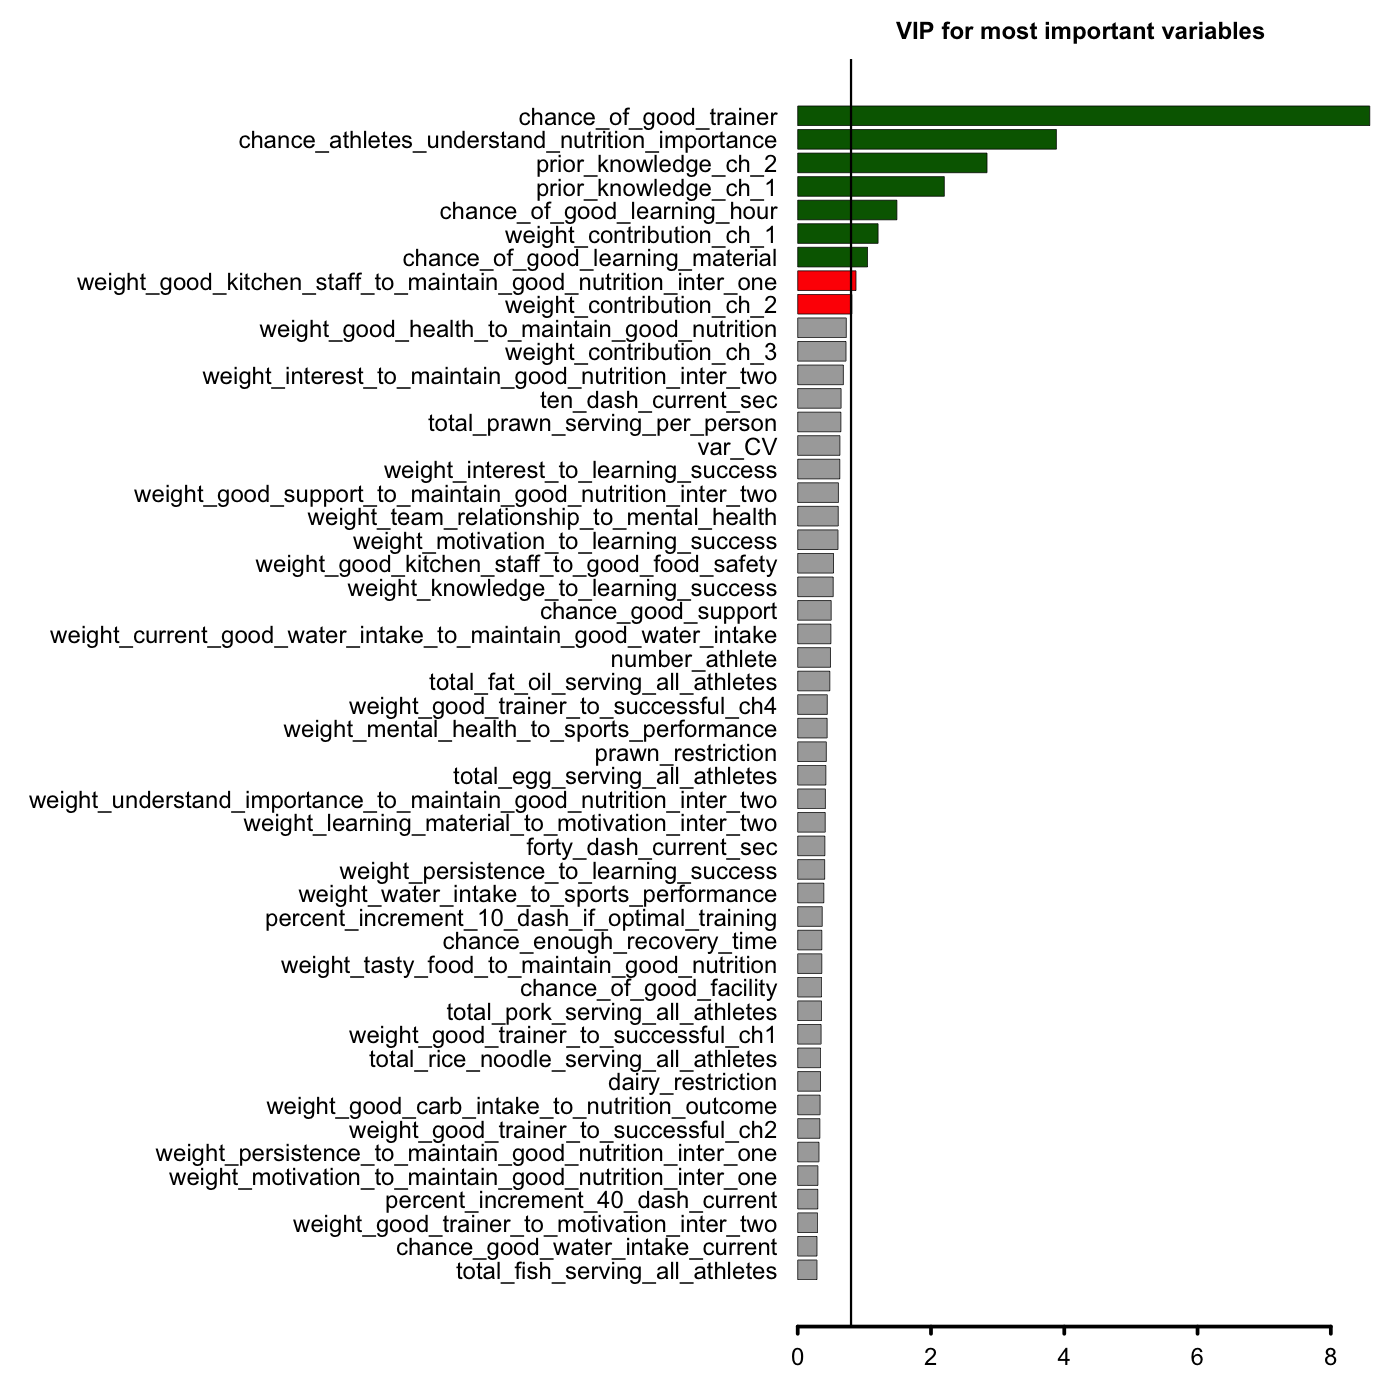 VIP for most important variables
chance_of_good_trainer
chance_athletes_understand_nutrition_importance
prior_knowledge_ch_2
prior_knowledge_ch_1
chance_of_good_learning_hour
weight_contribution_ch_1
chance_of_good_learning_material
weight_good_kitchen_staff_to_maintain_good_nutrition_inter_one
weight_contribution_ch_2
weight_good_health_to_maintain_good_nutrition
weight_contribution_ch_3
weight_interest_to_maintain_good_nutrition_inter_two
ten_dash_current_sec
total_prawn_serving_per_person
var_CV
weight_interest_to_learning_success
weight_good_support_to_maintain_good_nutrition_inter_two
weight_team_relationship_to_mental_health
weight_motivation_to_learning_success
weight_good_kitchen_staff_to_good_food_safety
weight_knowledge_to_learning_success
chance_good_support
weight_current_good_water_intake_to_maintain_good_water_intake
number_athlete
total_fat_oil_serving_all_athletes
weight_good_trainer_to_successful_ch4
weight_mental_health_to_sports_performance
prawn_restriction
total_egg_serving_all_athletes
weight_understand_importance_to_maintain_good_nutrition_inter_two
weight_learning_material_to_motivation_inter_two
forty_dash_current_sec
weight_persistence_to_learning_success
weight_water_intake_to_sports_performance
percent_increment_10_dash_if_optimal_training
chance_enough_recovery_time
weight_tasty_food_to_maintain_good_nutrition
chance_of_good_facility
total_pork_serving_all_athletes
weight_good_trainer_to_successful_ch1
total_rice_noodle_serving_all_athletes
dairy_restriction
weight_good_carb_intake_to_nutrition_outcome
weight_good_trainer_to_successful_ch2
weight_persistence_to_maintain_good_nutrition_inter_one
weight_motivation_to_maintain_good_nutrition_inter_one
percent_increment_40_dash_current
weight_good_trainer_to_motivation_inter_two
chance_good_water_intake_current
total_fish_serving_all_athletes
0 2 4 6 8